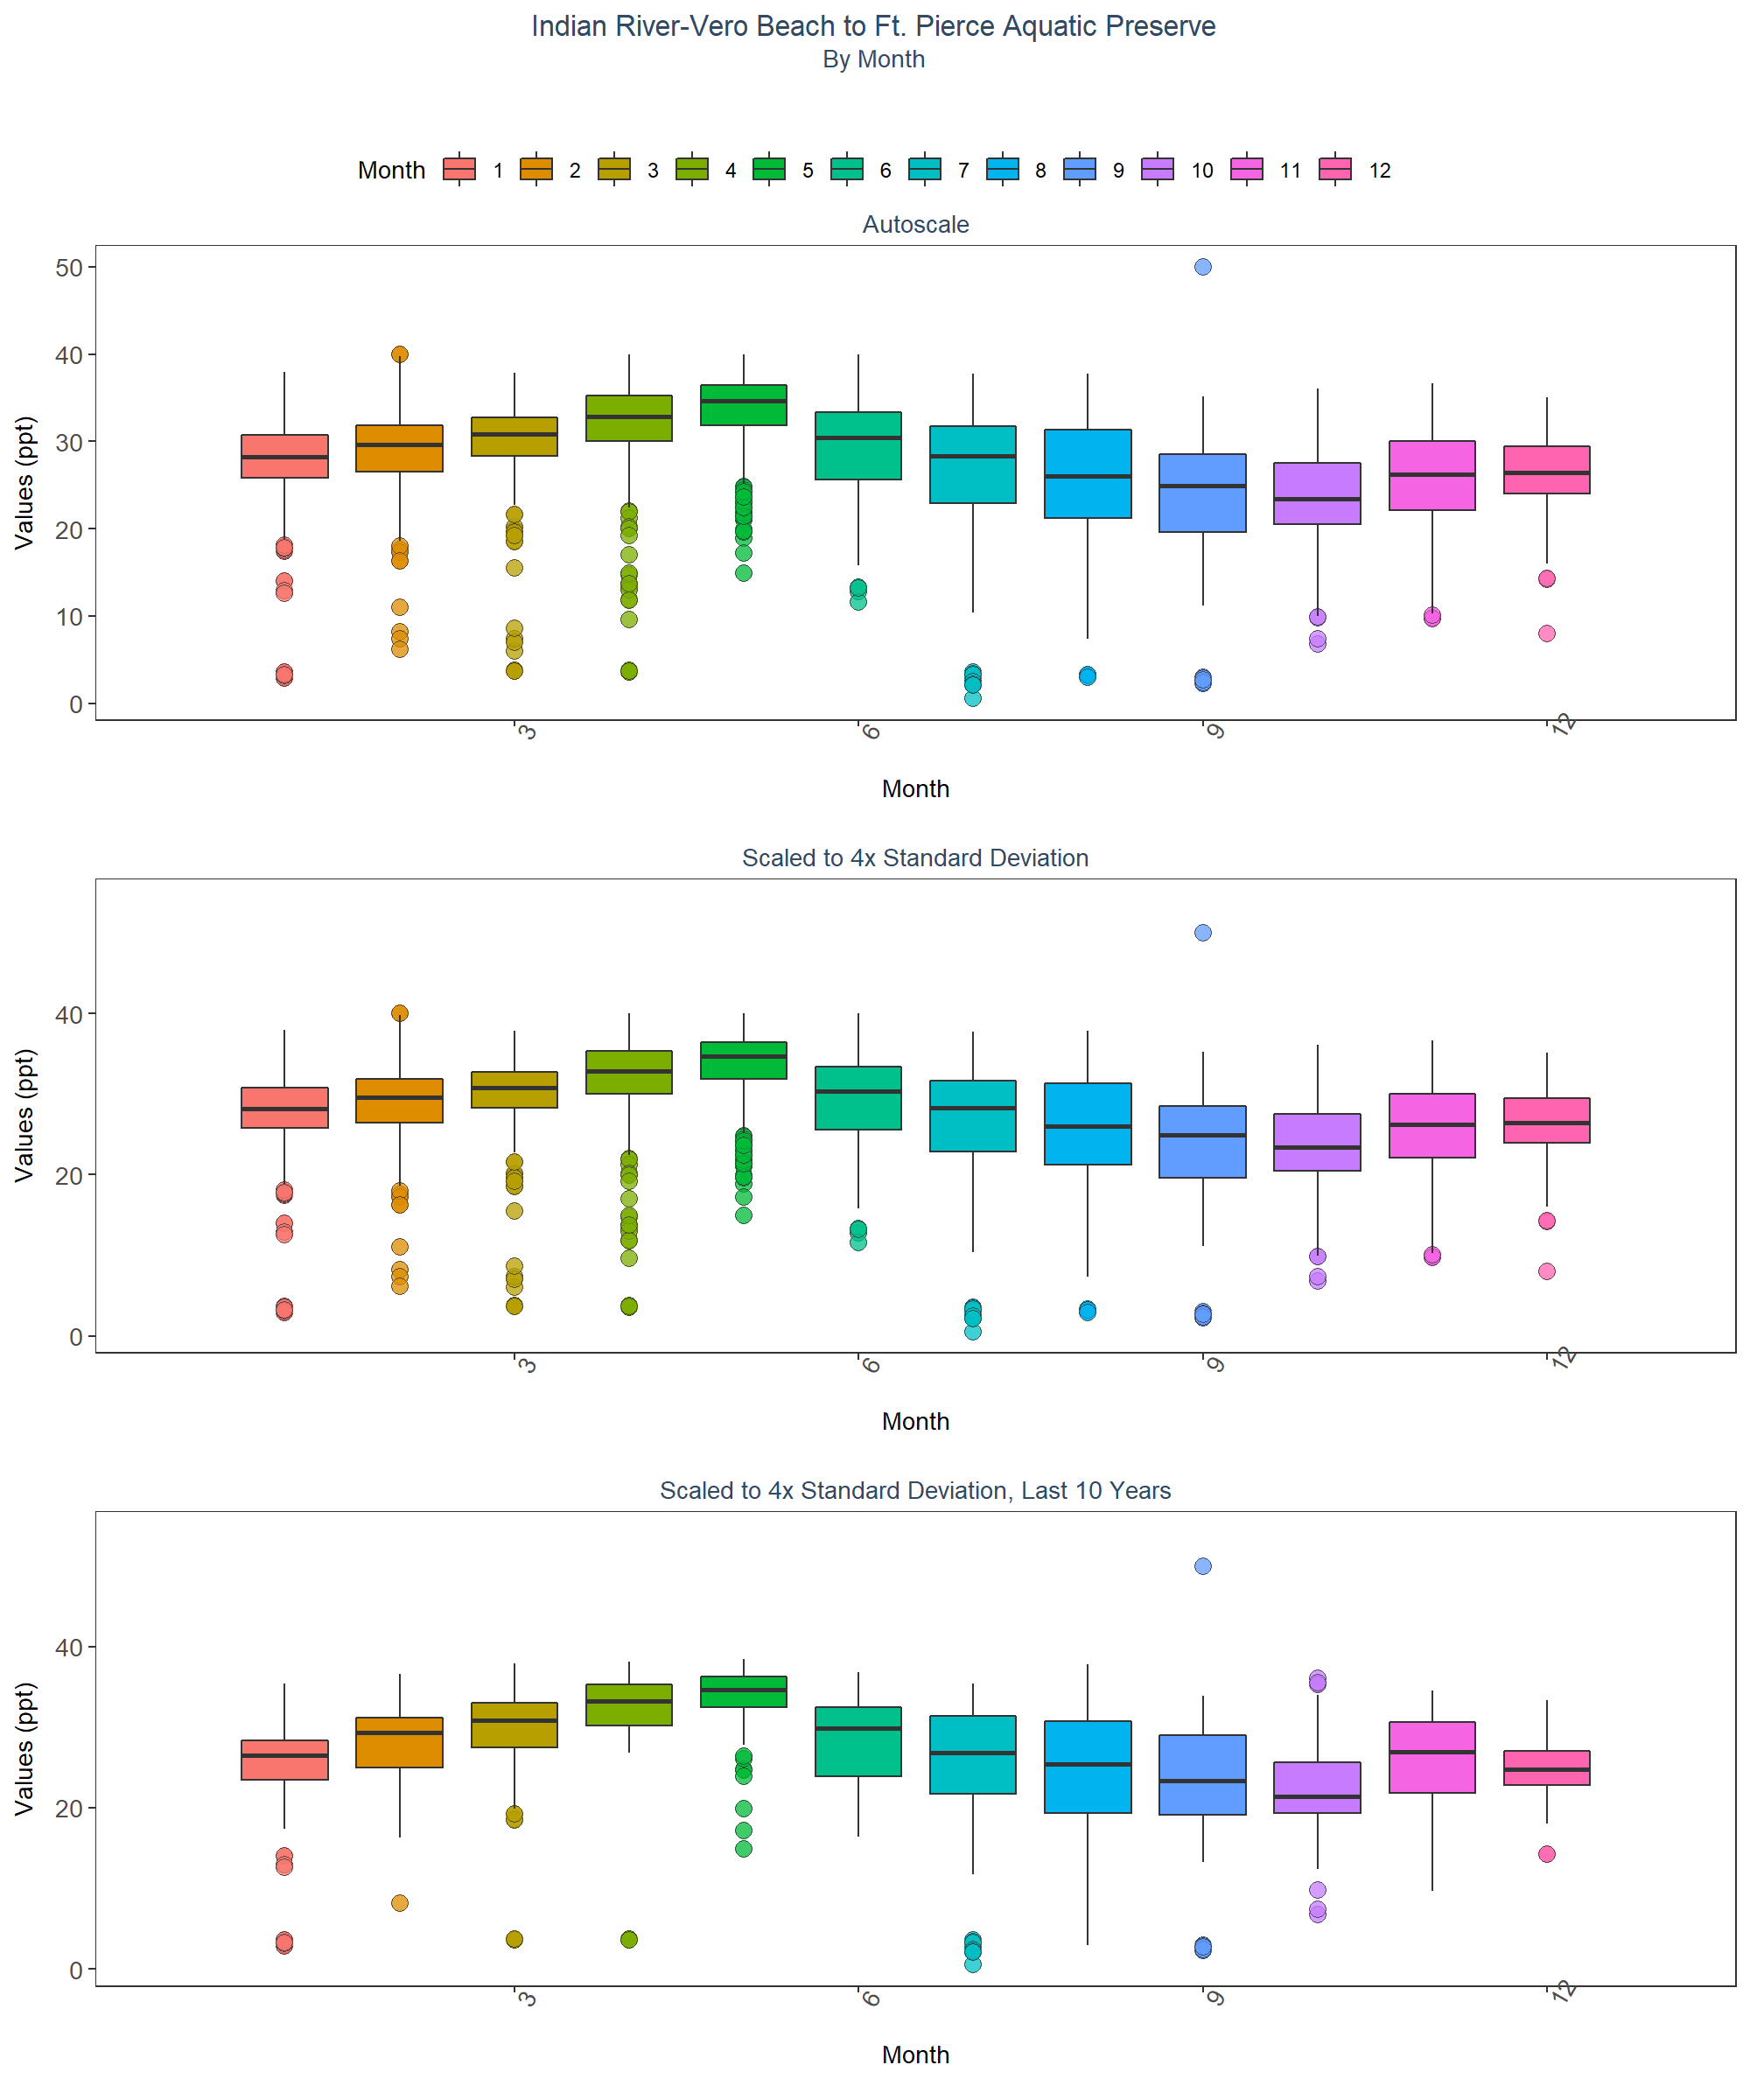 Indian River-Vero Beach to Ft. Pierce Aquatic Preserve
By Month
Month 1 2 3 4 5 6 7 8 9 10 11 12
Autoscale
Values (ppt)
50
40
30
20
10
0
3 6 9 12
Month
Scaled to 4x Standard Deviation
Values (ppt)
40
20
0
3 6 9 12
Month
Scaled to 4x Standard Deviation, Last 10 Years
Values (ppt)
40
20
0
3 6 9 12
Month